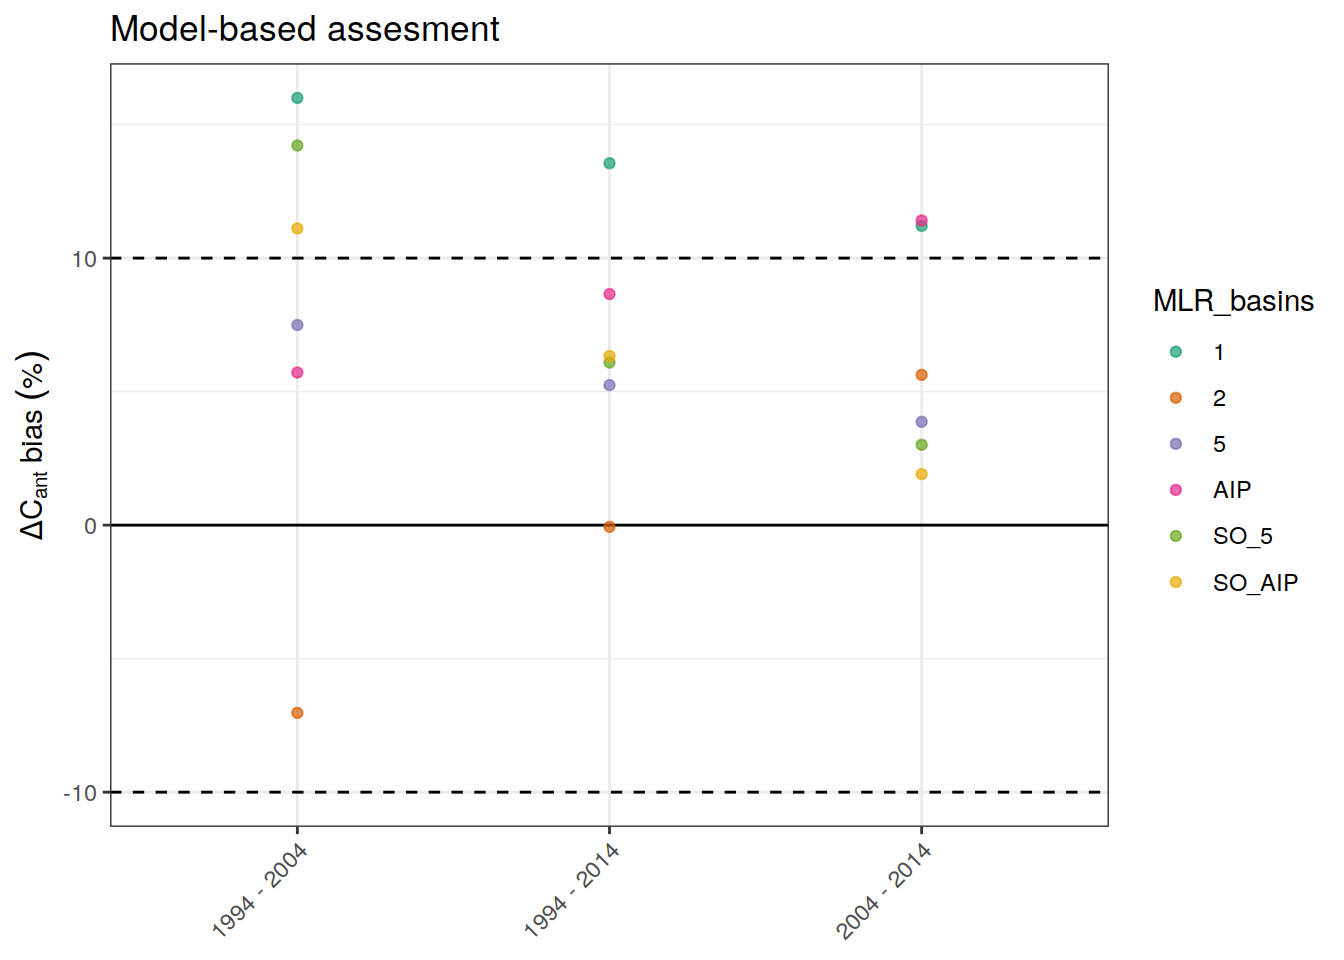 Model-based assesment
ΔCant bias (%)
10
0
-10
1994 - 2004
1994 - 2014
2004 - 2014
MLR_basins
1
2
5
AIP
SO_5
SO_AIP